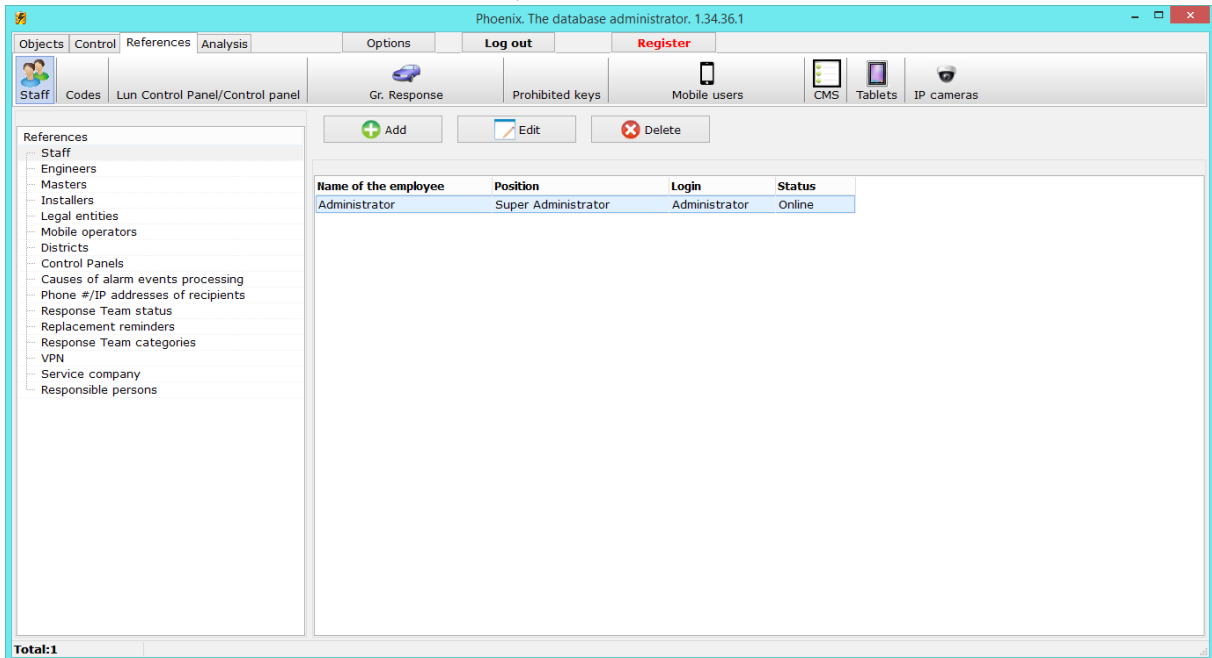 Phoenix. The database administrator. 1.34.36.1
Objects Control References Analysis Options Log out Register
Staff Codes Lun Control Panel/Control panel Gr. Response Prohibited keys Mobile users CMS Tablets IP cameras
Add Edit Delete
References
Staff
Engineers
Masters
Installers
Legal entities
Mobile operators
Districts
Control Panels
Causes of alarm events processing
Phone #/IP addresses of recipients
Response Team status
Replacement reminders
Response Team categories
VPN
Service company
Responsible persons
Name of the employee Position Login Status
Administrator Super Administrator Administrator Online
Total:1